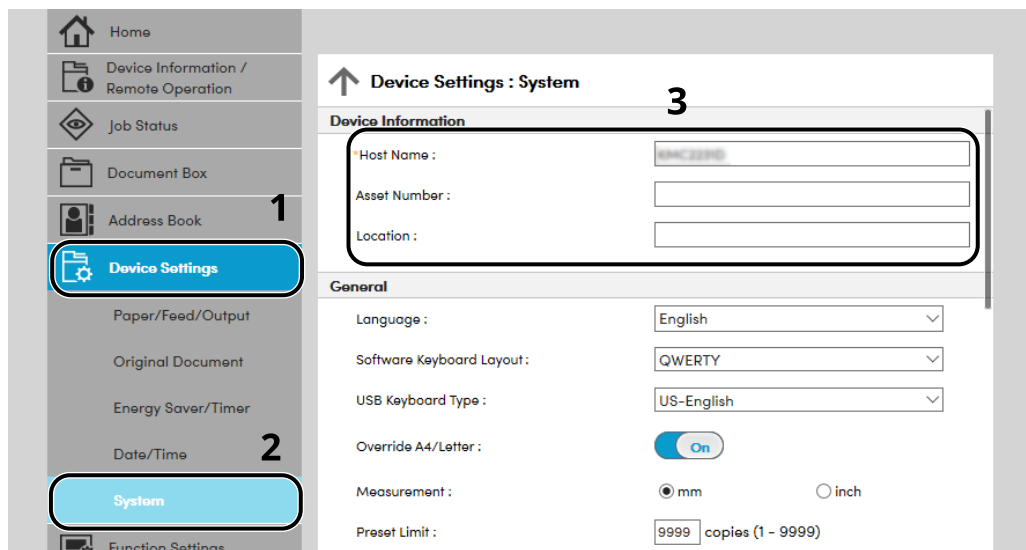 Home
Device Information /
Remote Operation
Job Status
Document Box
Address Book
1
Device Settings
Paper/Feed/Output
Original Document
Energy Saver/Timer
Date/Time
2
System
Function Settings
Device Settings : System
3
Device Information
*Host Name :
Asset Number :
Location :
General
Language : English
Software Keyboard Layout : QWERTY
USB Keyboard Type : US-English
Override A4/Letter : On
Measurement : mm inch
Preset Limit : 9999 copies (1 - 9999)